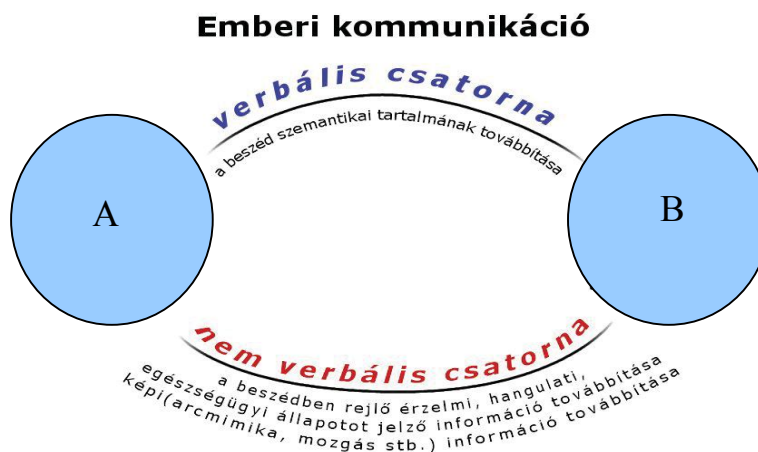 Emberi kommunikáció
verbális csatorna
a beszéd szemantikai tartalmának továbbítása
A
B
nem verbális csatorna
a beszédben rejlő érzelmi, hangulati,
egészségügyi állapotot jelző információ továbbítása
képi(arcmimika, mozgás stb.) információ továbbítása